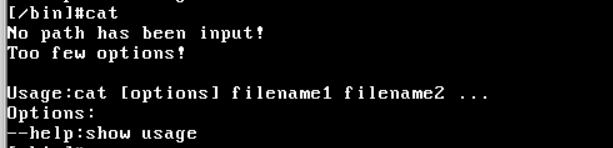 [/bin]#cat
No path has been input!
Too few options!
Usage:cat [options] filename1 filename2 ...
Options:
--help:show usage